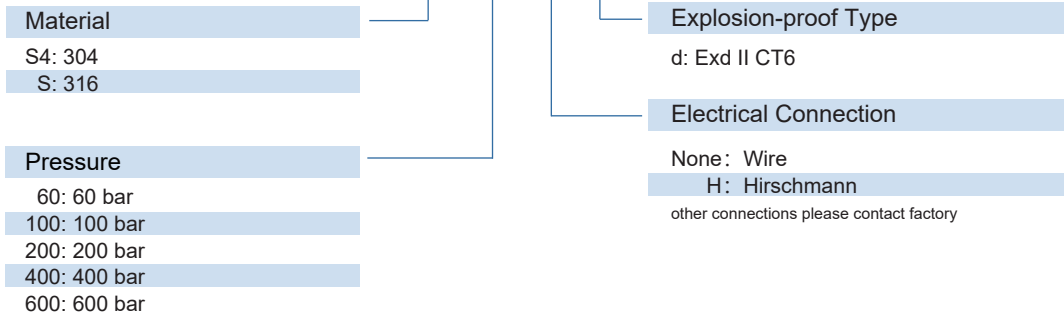 Material
S4: 304
S: 316
Pressure
60: 60 bar
100: 100 bar
200: 200 bar
400: 400 bar
600: 600 bar
Explosion-proof Type
d: Exd II CT6
Electrical Connection
None： Wire
H： Hirschmann
other connections please contact factory